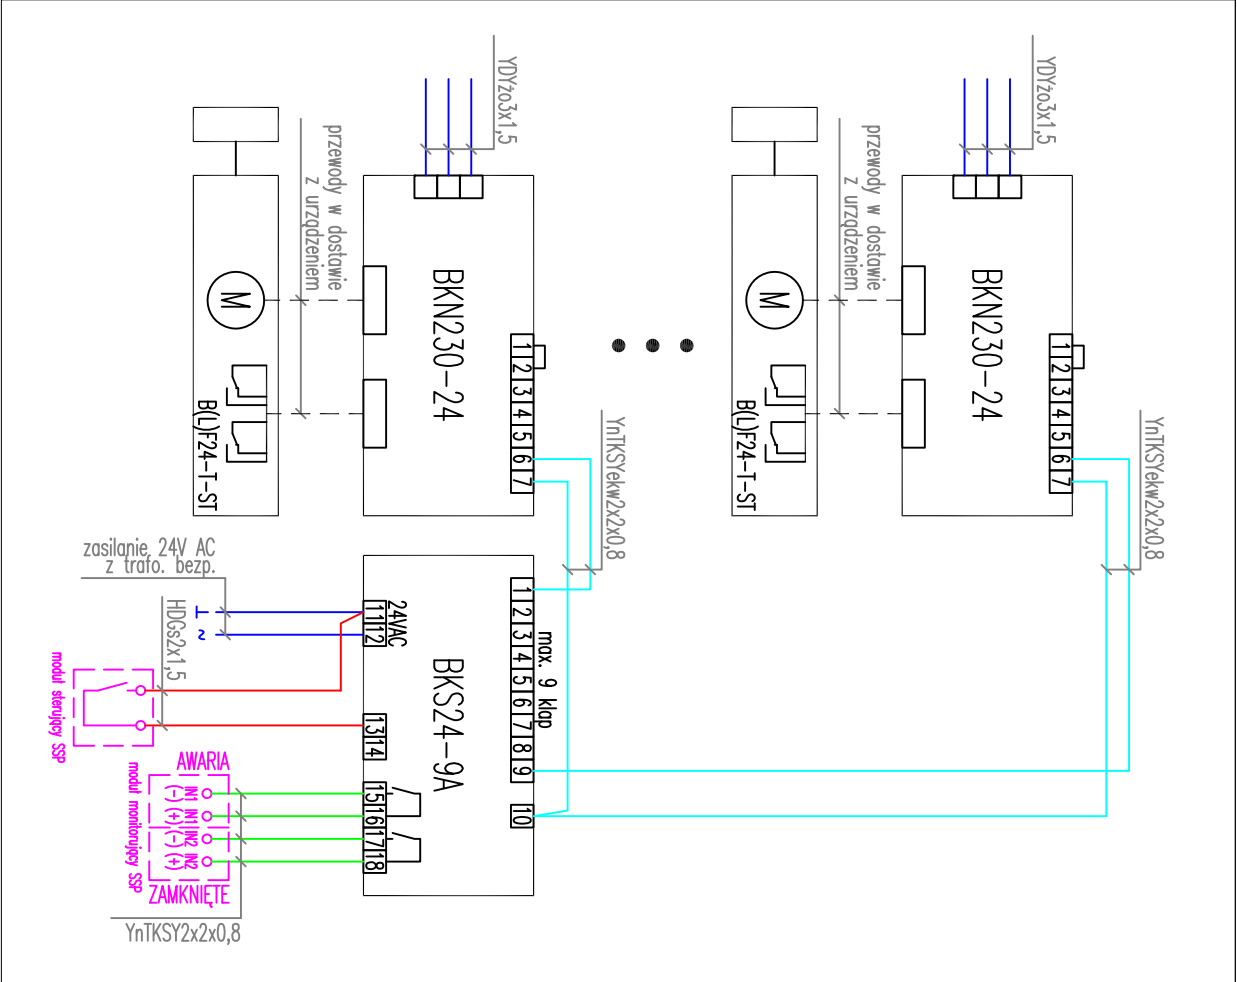 YDYżo3x1,5
przewody w dostawie
z urządzeniem
BKN230-24
M
B(L)F24-T-ST
1 2 3 4 5 6 7
YnTKSYekw2x2x0,8
YDYżo3x1,5
przewody w dostawie
z urządzeniem
BKN230-24
M
B(L)F24-T-ST
1 2 3 4 5 6 7
YnTKSYekw2x2x0,8
zasilanie 24V AC
z trafo. bezp.
HDGs2x1,5
~
24VAC
11 12
13 14
15 16 17 18
BKS24-9A
max. 9 klap
1 2 3 4 5 6 7 8 9
10
moduł sterujący SSP
AWARIA
IN1 IN1 IN2 IN2
(-) (+) (-) (+)
moduł monitorujący SSP
ZAMKNIĘTE
YnTKSY2x2x0,8